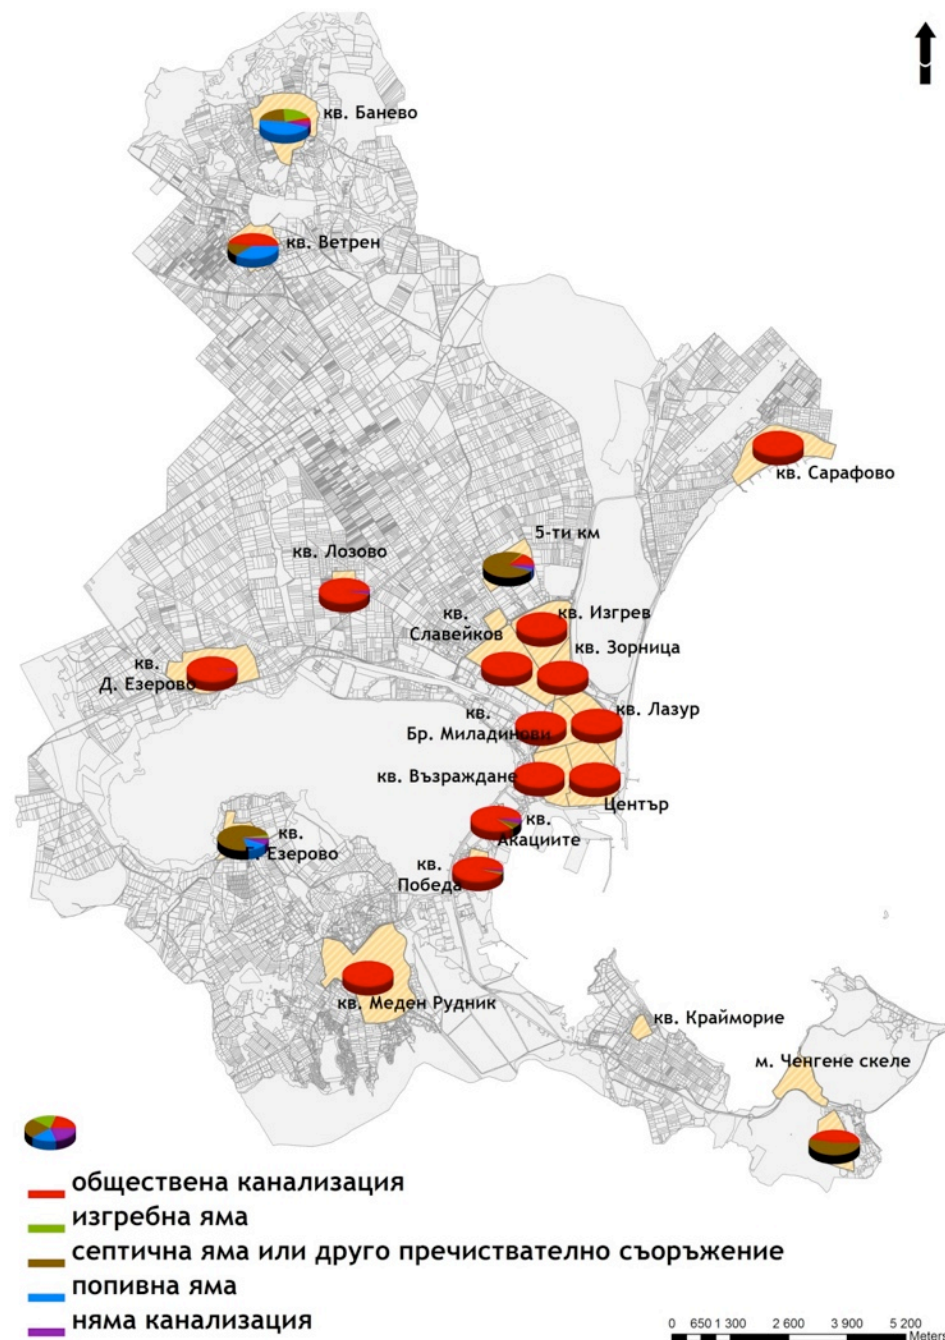 кв. Банево
кв. Ветрен
кв. Сарафово
5-ти км
кв. Лозово
кв. Изгрев
кв.
Славейков
кв. Зорница
кв.
Д. Езерово
кв. Лазур
кв.
Бр. Миладинови
кв. Възраждане
Център
кв.
Акациите
кв.
Г. Езерово
кв.
Победа
кв. Меден Рудник
кв. Крайморие
м. Ченгене скеле
обществена канализация
изгребна яма
септична яма или друго пречиствателно съоръжение
попивна яма
няма канализация
0 650 1 300 2 600 3 900 5 200
Meters